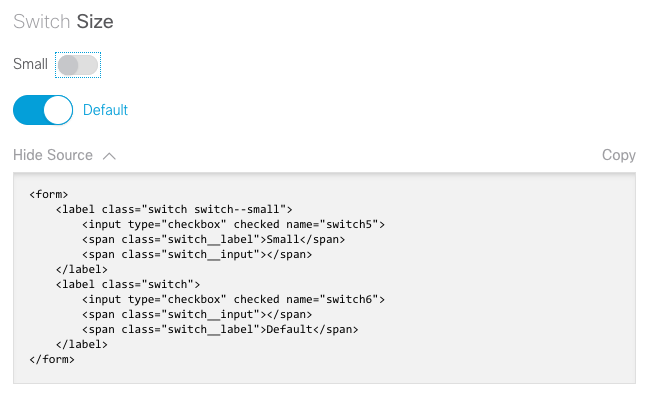 Switch Size
Small
Default
Hide Source
Copy
<form>
    <label class="switch switch--small">
        <input type="checkbox" checked name="switch5">
        <span class="switch__label">Small</span>
        <span class="switch__input"></span>
    </label>
    <label class="switch">
        <input type="checkbox" checked name="switch6">
        <span class="switch__input"></span>
        <span class="switch__label">Default</span>
    </label>
</form>